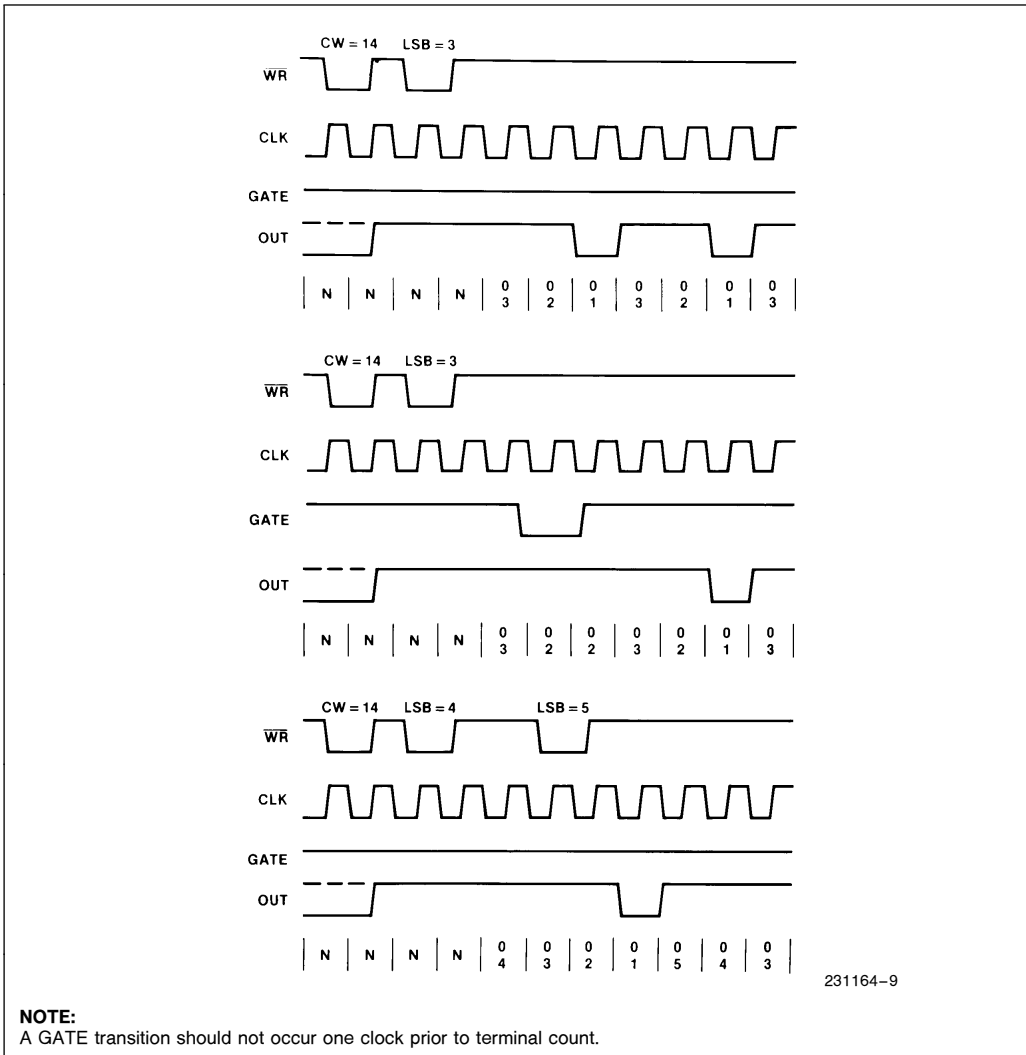 CW = 14 LSB = 3
WR
CLK
GATE
OUT
N N N N 0 0 0 0 0 0 0
3 2 1 3 2 1 3
CW = 14 LSB = 3
WR
CLK
GATE
OUT
N N N N 0 0 0 0 0 0 0
3 2 2 3 2 1 3
CW = 14 LSB = 4 LSB = 5
WR
CLK
GATE
OUT
N N N N 0 0 0 0 0 0 0
4 3 2 1 5 4 3
231164–9
NOTE:
A GATE transition should not occur one clock prior to terminal count.